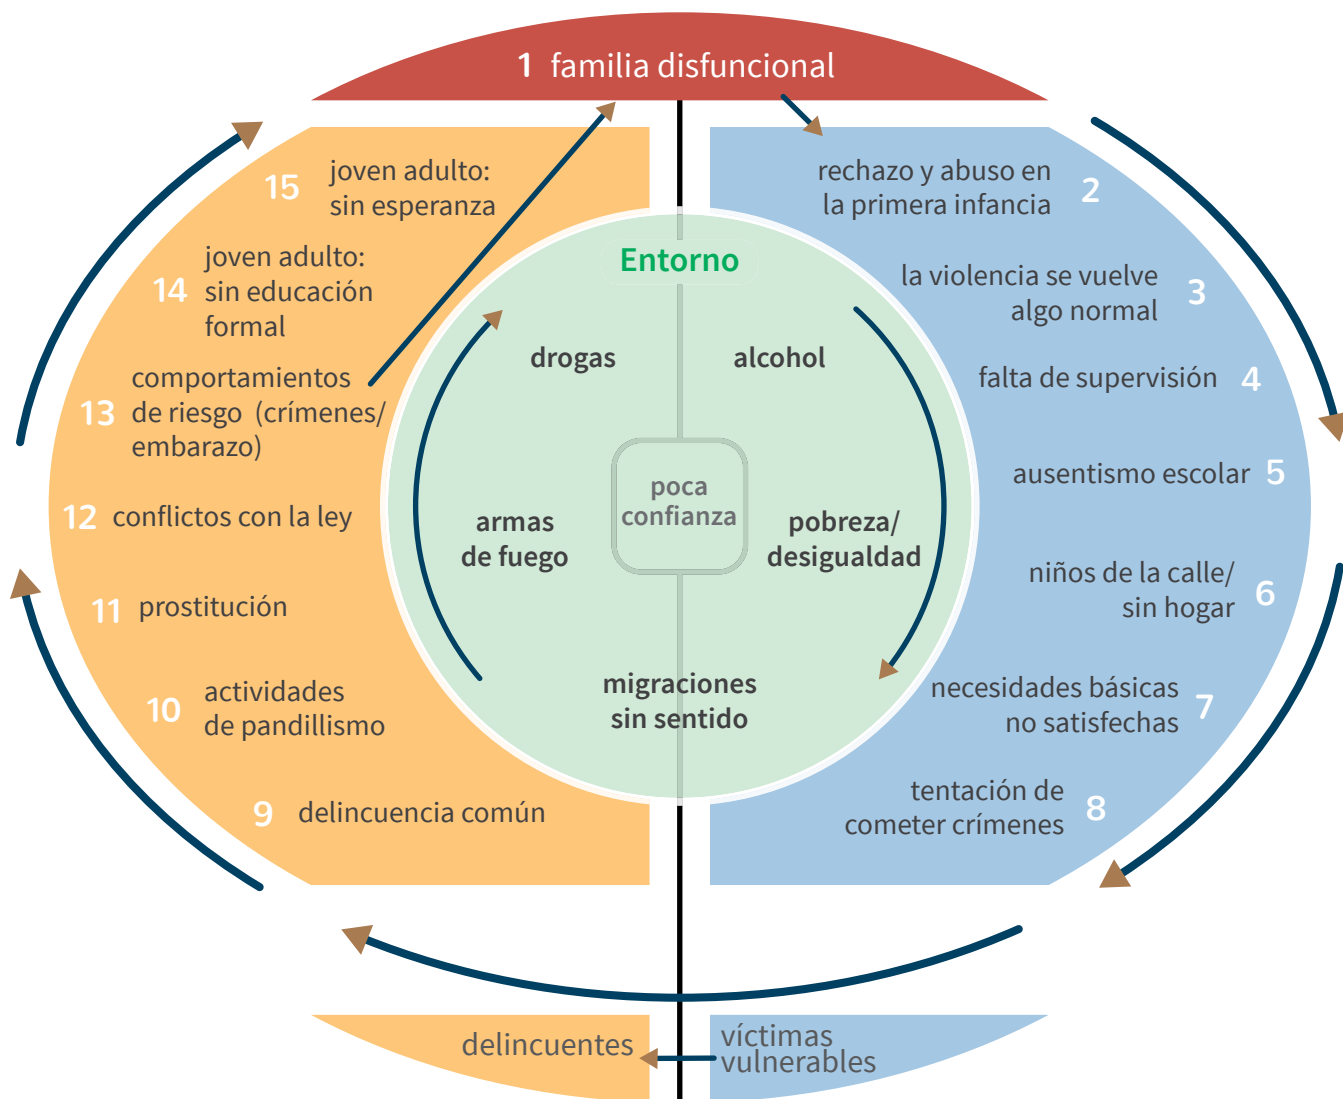 1 familia disfuncional
rechazo y abuso en
la primera infancia
2
la violencia se vuelve
algo normal
3
falta de supervisión 4
ausentismo escolar 5
niños de la calle/
sin hogar
6
necesidades básicas
no satisfechas
7
tentación de
cometer crímenes
8
9 delincuencia común
10
actividades
de pandillismo
11 prostitución
12 conflictos con la ley
13
comportamientos
de riesgo (crímenes/
embarazo)
14
joven adulto:
sin educación
formal
15
joven adulto:
sin esperanza
Entorno
drogas
alcohol
poca
confianza
armas
de fuego
pobreza/
desigualdad
migraciones
sin sentido
delincuentes
víctimas
vulnerables